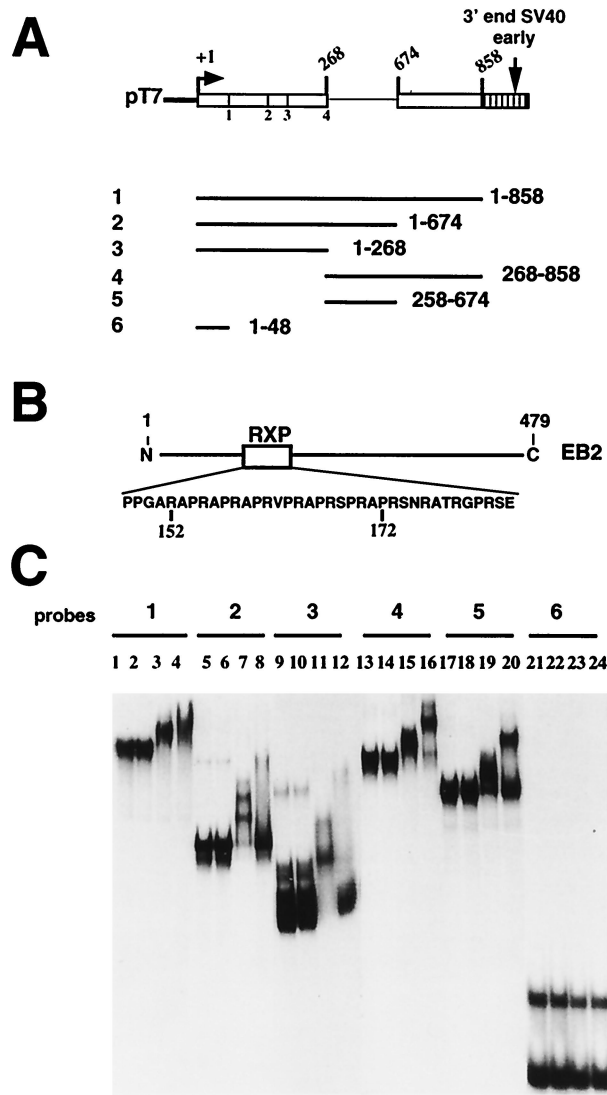 A
3' end SV40
early
+1
268
674
858
pT7
1 2 3 4
1 1-858
2 1-674
3 1-268
4 268-858
5 258-674
6 1-48
B
1
479
RXP
N
C
EB2
PPGARAPRAPRAPRVPRAPRSPRAPRSNRATRGPRSE
152
172
C
probes 1 2 3 4 5 6
1 2 3 4 5 6 7 8 9 10 11 12 13 14 15 16 17 18 19 20 21 22 23 24